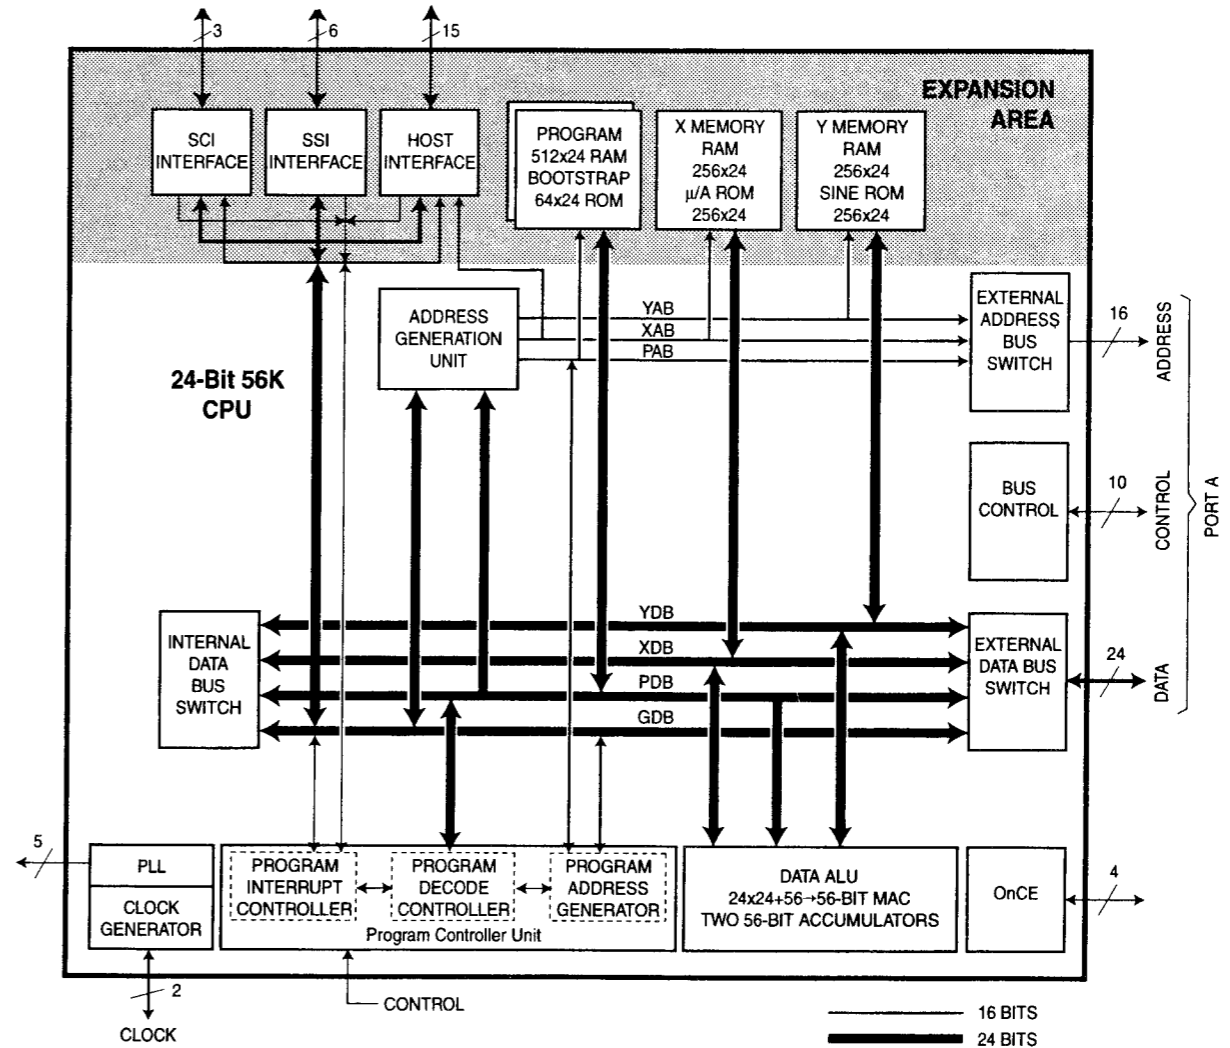 3
6
15
EXPANSION
AREA
SCI
INTERFACE
SSI
INTERFACE
HOST
INTERFACE
PROGRAM
512x24 RAM
BOOTSTRAP
64x24 ROM
X MEMORY
RAM
256x24
μ/A ROM
256x24
Y MEMORY
RAM
256x24
SINE ROM
256x24
ADDRESS
GENERATION
UNIT
YAB
XAB
PAB
EXTERNAL
ADDRESS
BUS
SWITCH
16
ADDRESS
24-Bit 56K
CPU
BUS
CONTROL
10
CONTROL
PORT A
INTERNAL
DATA
BUS
SWITCH
YDB
XDB
PDB
GDB
EXTERNAL
DATA BUS
SWITCH
24
DATA
5
PLL
CLOCK
GENERATOR
PROGRAM
INTERRUPT
CONTROLLER
PROGRAM
DECODE
CONTROLLER
PROGRAM
ADDRESS
GENERATOR
Program Controller Unit
DATA ALU
24x24+56→56-BIT MAC
TWO 56-BIT ACCUMULATORS
OnCE
4
2
CLOCK
CONTROL
16 BITS
24 BITS